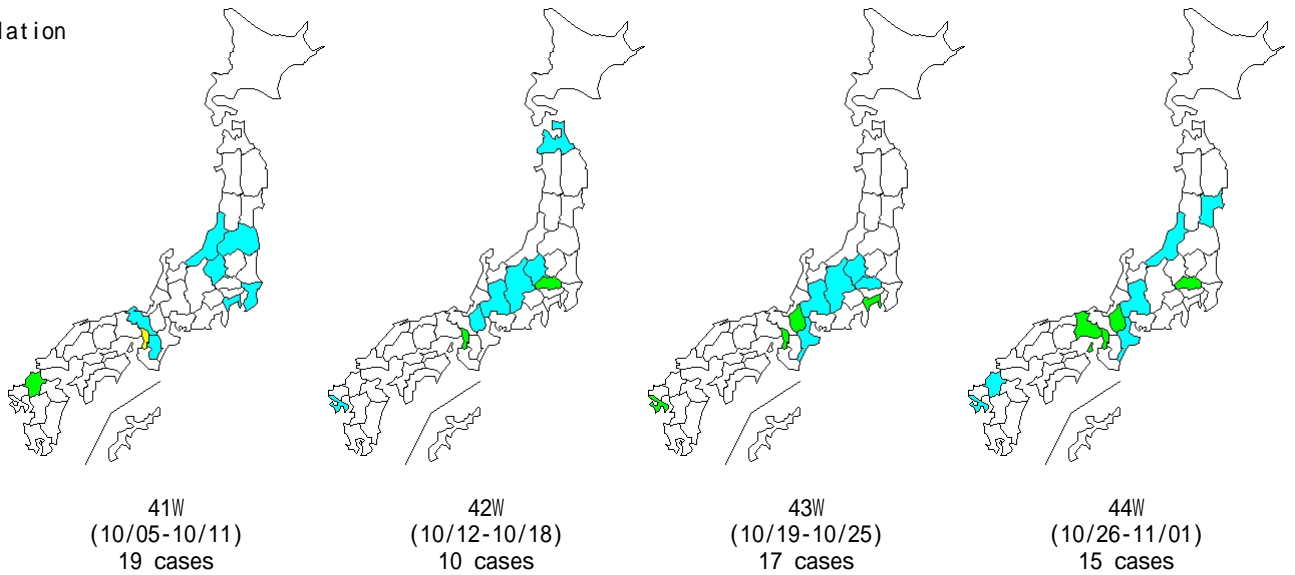 lation
41W
(10/05-10/11)
19 cases
42W
(10/12-10/18)
10 cases
43W
(10/19-10/25)
17 cases
44W
(10/26-11/01)
15 cases